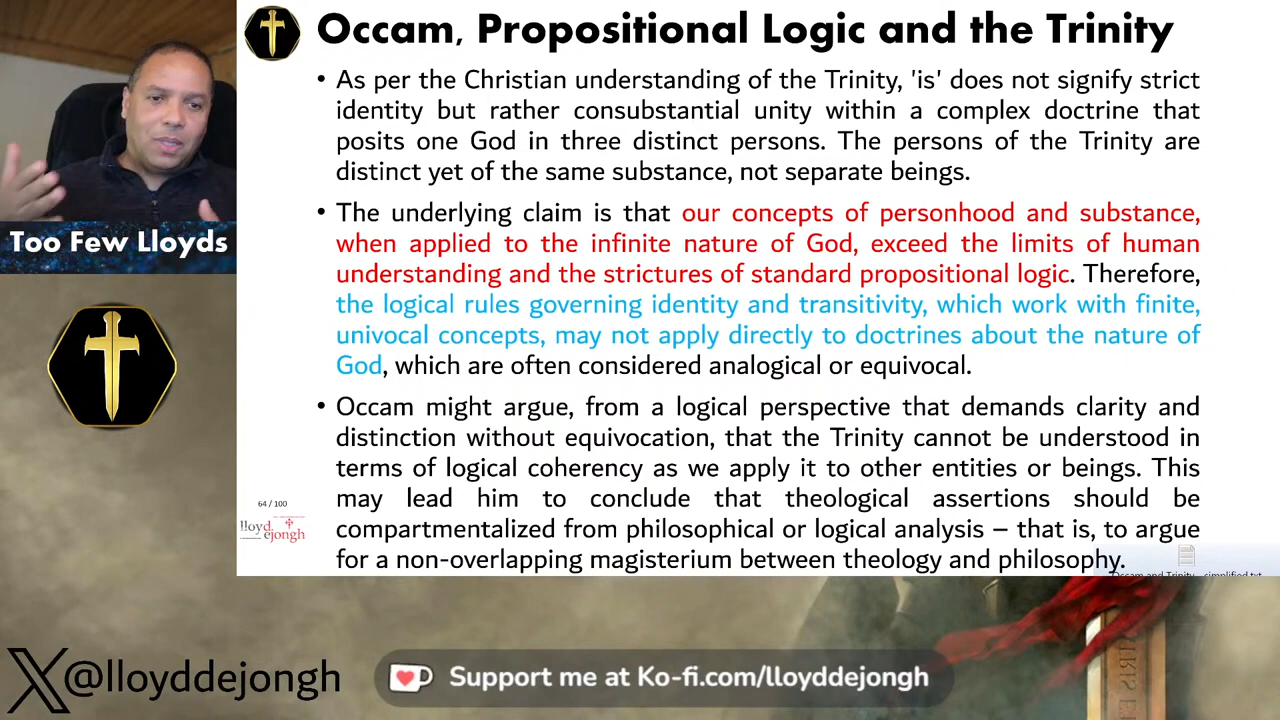 Occam, Propositional Logic and the Trinity
• As per the Christian understanding of the Trinity, 'is' does not signify strict
identity but rather consubstantial unity within a complex doctrine that
posits one God in three distinct persons. The persons of the Trinity are
distinct yet of the same substance, not separate beings.
• The underlying claim is that our concepts of personhood and substance,
when applied to the infinite nature of God, exceed the limits of human
understanding and the strictures of standard propositional logic. Therefore,
the logical rules governing identity and transitivity, which work with finite,
univocal concepts, may not apply directly to doctrines about the nature of
God, which are often considered analogical or equivocal.
• Occam might argue, from a logical perspective that demands clarity and
distinction without equivocation, that the Trinity cannot be understood in
terms of logical coherency as we apply it to other entities or beings. This
may lead him to conclude that theological assertions should be
compartmentalized from philosophical or logical analysis – that is, to argue
for a non-overlapping magisterium between theology and philosophy.
Too Few Lloyds
64 / 100
lloyd
dejongh
Occam and Trinity - simplified.txt
X@lloyddejongh
Support me at Ko-fi.com/lloyddejongh